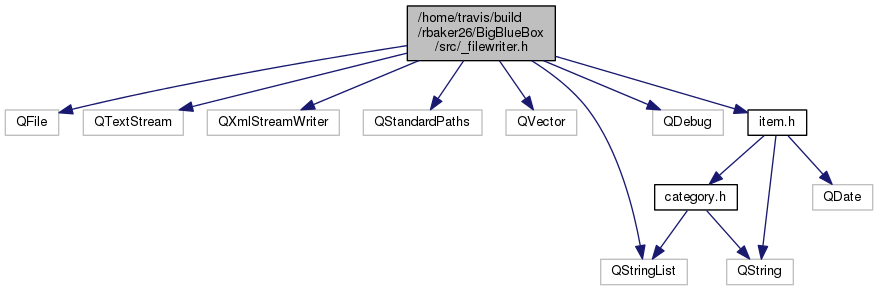 /home/travis/build
/rbaker26/BigBlueBox
/src/_filewriter.h
QFile
QTextStream
QXmlStreamWriter
QStandardPaths
QVector
QDebug
item.h
category.h
QDate
QStringList
QString